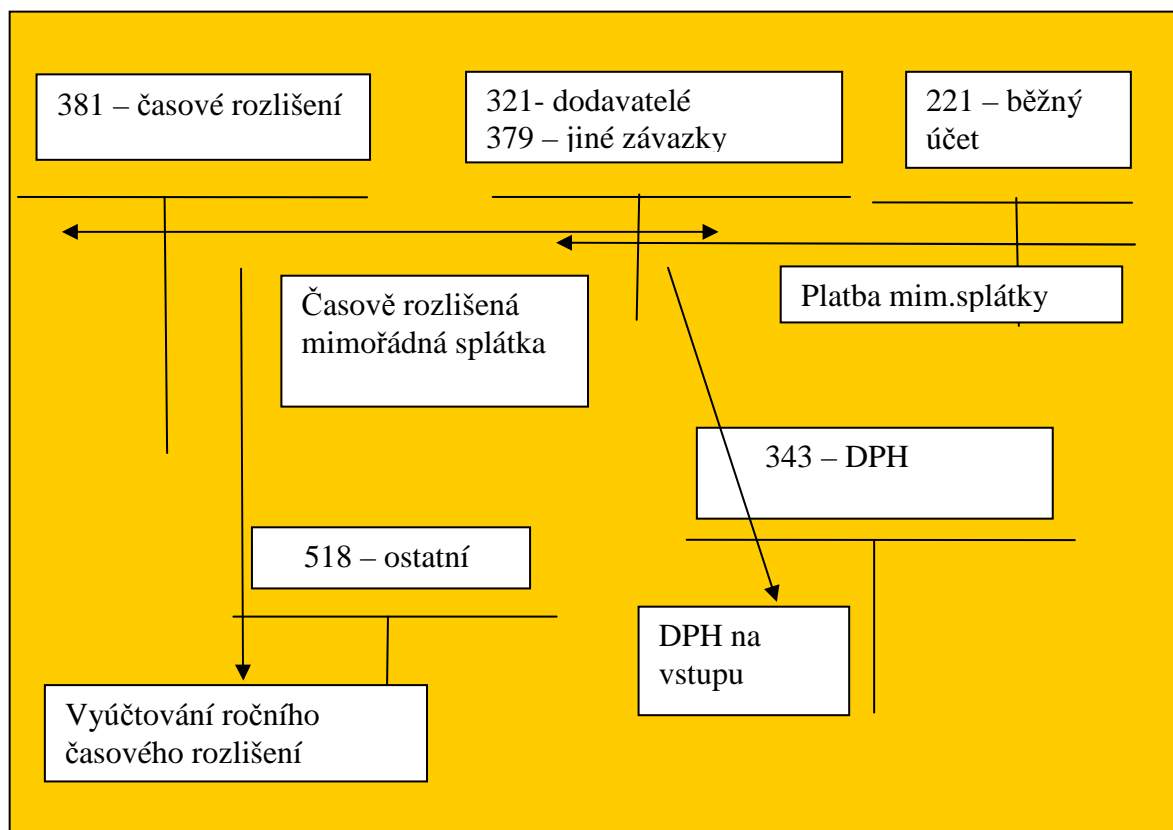 381 – časové rozlišení
321- dodavatelé
379 – jiné závazky
221 – běžný
účet
Časově rozlišená
mimořádná splátka
Platba mim.splátky
343 – DPH
518 – ostatní
DPH na
vstupu
Vyúčtování ročního
časového rozlišení